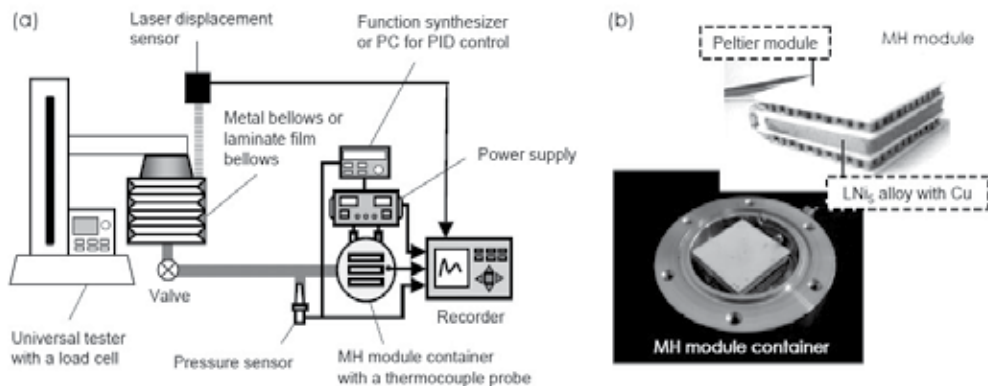 (a)
Laser displacement
sensor
Function synthesizer
or PC for PID control
Metal bellows or
laminate film
bellows
Power supply
Valve
Recorder
Universal tester
with a load cell
Pressure sensor
MH module container
with a thermocouple probe
(b)
Peltier module
MH module
LNi5 alloy with Cu
MH module container